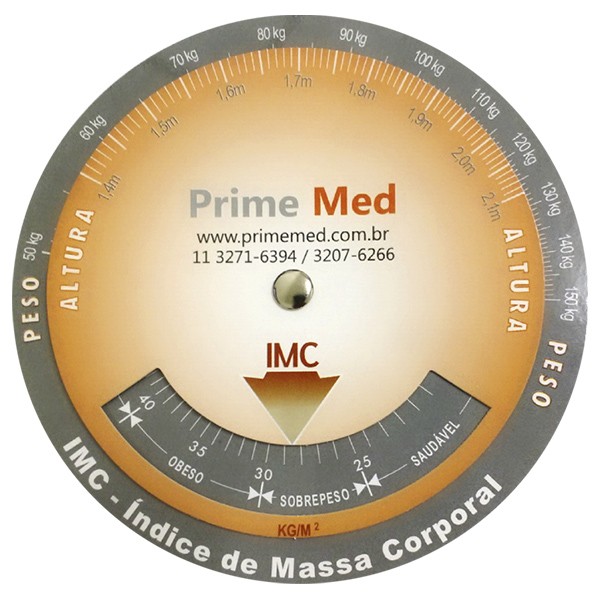 50 kg
60 kg
70 kg
80 kg
90 kg
100 kg
110 kg
120 kg
130 kg
140 kg
150 kg
1,4m
1,5m
1,6m
1,7m
1,8m
1,9m
2,0m
2,1m
PESO
ALTURA
ALTURA
PESO
Prime Med
www.primemed.com.br
11 3271-6394 / 3207-6266
IMC
40
35
30
25
OBESO
SOBREPESO
SAUDÁVEL
KG/M²
IMC - Índice de Massa Corporal